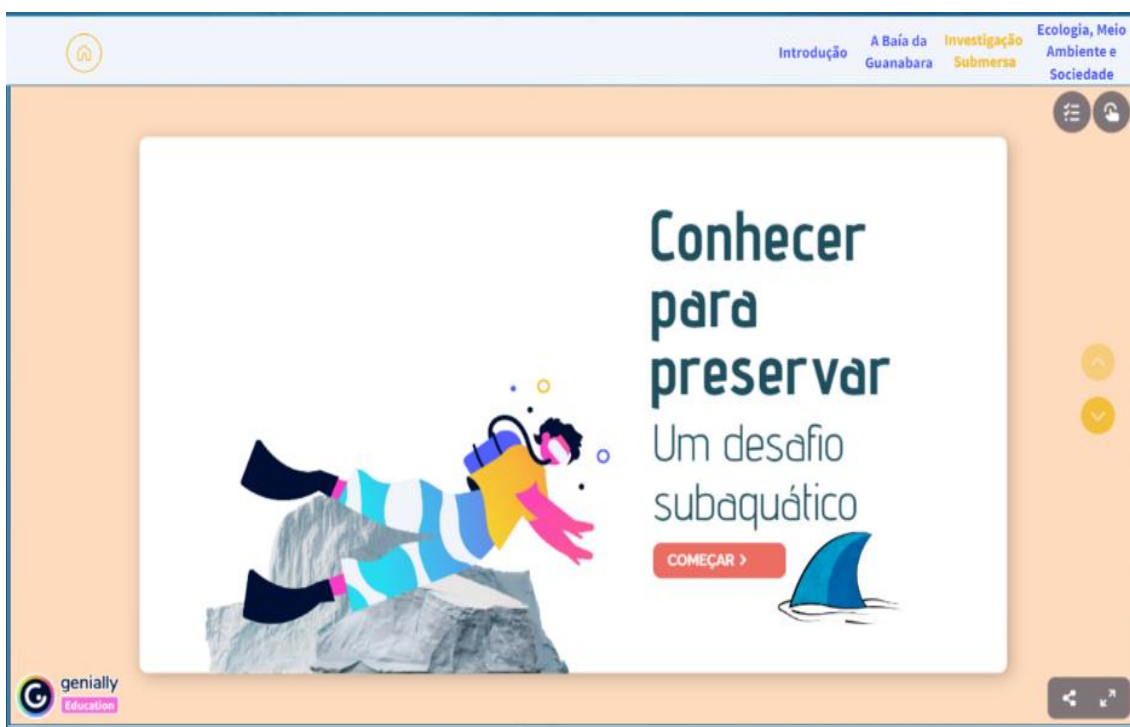 Introdução
A Baía da
Guanabara
Investigação
Submersa
Ecologia, Meio
Ambiente e
Sociedade
Conhecer
para
preservar
Um desafio
subaquático
COMEÇAR >
genially
Education